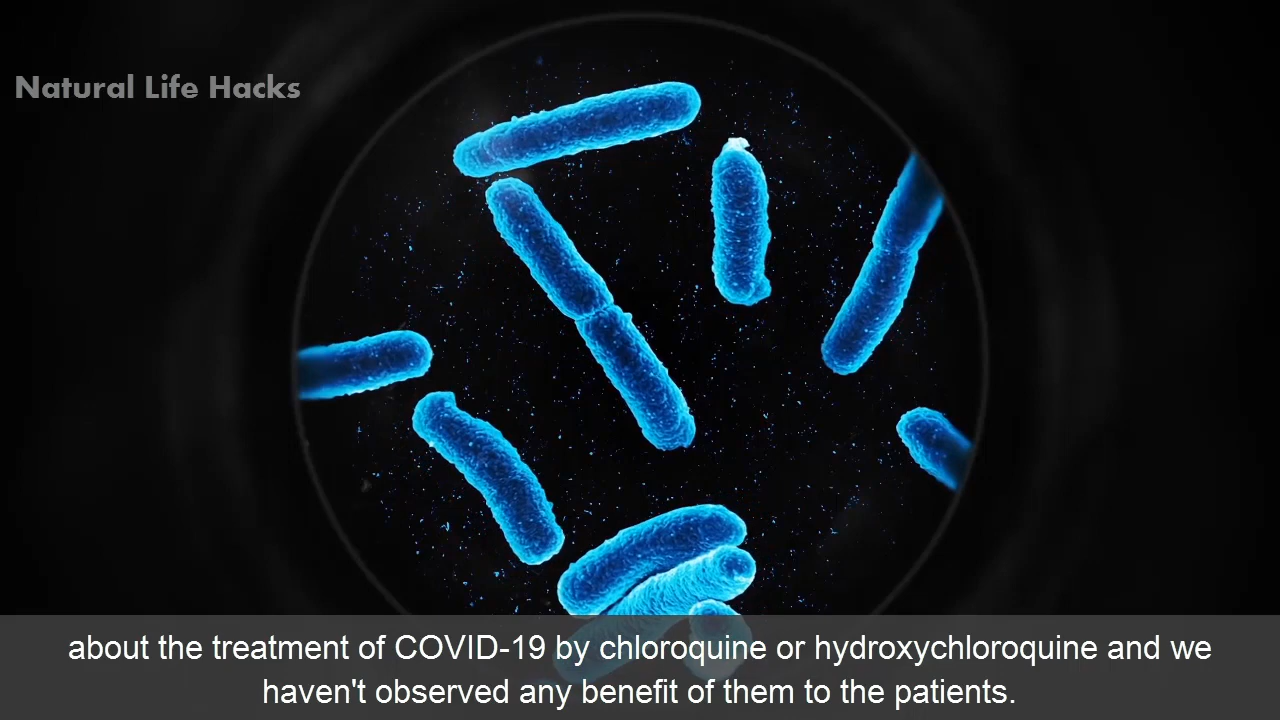 Natural Life Hacks
about the treatment of COVID-19 by chloroquine or hydroxychloroquine and we
haven't observed any benefit of them to the patients.